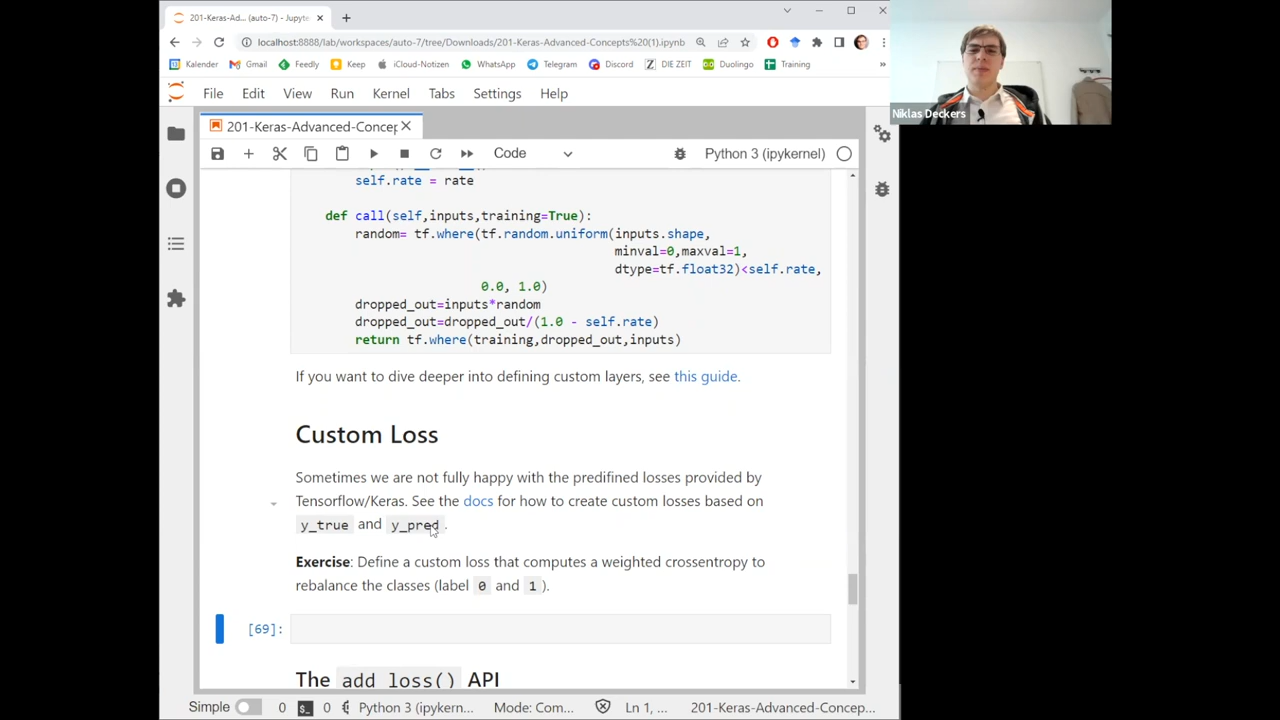 201-Keras-Ad... (auto-7) - Jupyte
localhost:8888/lab/workspaces/auto-7/tree/Downloads/201-Keras-Advanced-Concepts%20(1).ipynb
Kalender Gmail Feedly Keep iCloud-Notizen WhatsApp Telegram Discord DIE ZEIT Duolingo Training »
File Edit View Run Kernel Tabs Settings Help
Niklas Deckers
201-Keras-Advanced-Concep
Code Python 3 (ipykernel)
self.rate = rate
def call(self,inputs,training=True):
random= tf.where(tf.random.uniform(inputs.shape,
minval=0,maxval=1,
dtype=tf.float32)<self.rate,
0.0, 1.0)
dropped_out=inputs*random
dropped_out=dropped_out/(1.0 - self.rate)
return tf.where(training,dropped_out,inputs)
If you want to dive deeper into defining custom layers, see this guide.
Custom Loss
Sometimes we are not fully happy with the predifined losses provided by
Tensorflow/Keras. See the docs for how to create custom losses based on
y_true and y_pred.
Exercise: Define a custom loss that computes a weighted crossentropy to
rebalance the classes (label 0 and 1).
[69]:
The add_loss() API
Simple 0 0 Python 3 (ipykern... Mode: Com... Ln 1, ... 201-Keras-Advanced-Concep...